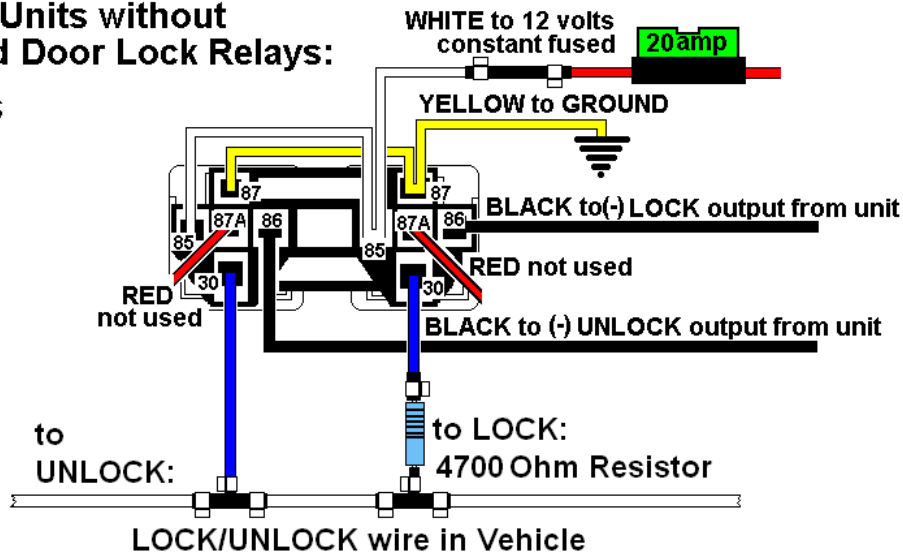 Units without
d Door Lock Relays:
s
WHITE to 12 volts
constant fused
20amp
YELLOW to GROUND
87
87
87A
86
87A
86
BLACK to(-) LOCK output from unit
85
85
RED not used
30
30
RED
not used
BLACK to (-) UNLOCK output from unit
to
UNLOCK:
to LOCK:
4700 Ohm Resistor
LOCK/UNLOCK wire in Vehicle